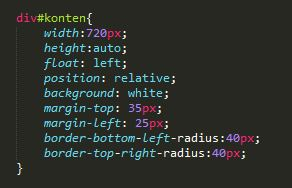 div#konten{
width:720px;
height:auto;
float: left;
position: relative;
background: white;
margin-top: 35px;
margin-left: 25px;
border-bottom-left-radius:40px;
border-top-right-radius:40px;
}